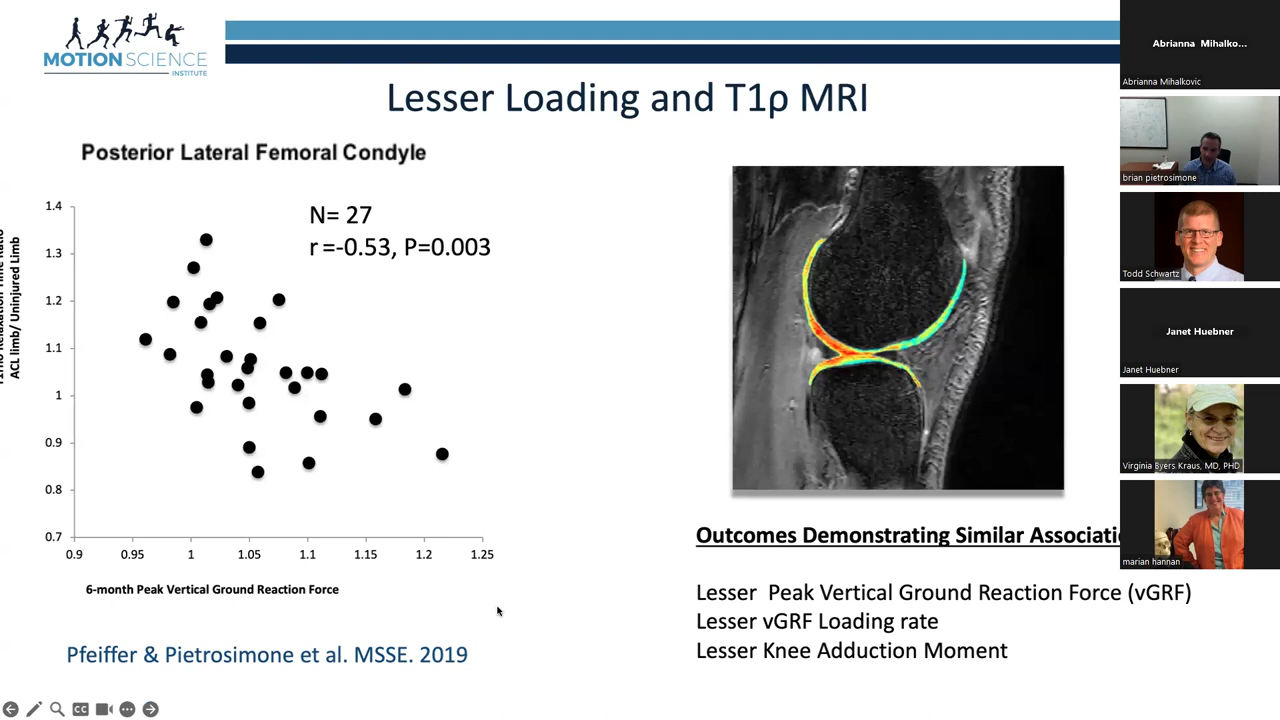 MOTION SCIENCE
INSTITUTE
Lesser Loading and T1ρ MRI
Posterior Lateral Femoral Condyle
N= 27
r =-0.53, P=0.003
ACL limb/ Uninjured Limb
1.4
1.3
1.2
1.1
1
0.9
0.8
0.7
0.9
0.95
1
1.05
1.1
1.15
1.2
1.25
6-month Peak Vertical Ground Reaction Force
Pfeiffer & Pietrosimone et al. MSSE. 2019
Outcomes Demonstrating Similar
Lesser  Peak Vertical Ground Reaction Force (vGRF)
Lesser vGRF Loading rate
Lesser Knee Adduction Moment
CC
Abrianna Mihalko...
Abrianna Mihalkovic
brian pietrosimone
Todd Schwartz
Janet Huebner
Janet Huebner
Virginia Byers Kraus, MD, PHD
marian hannan